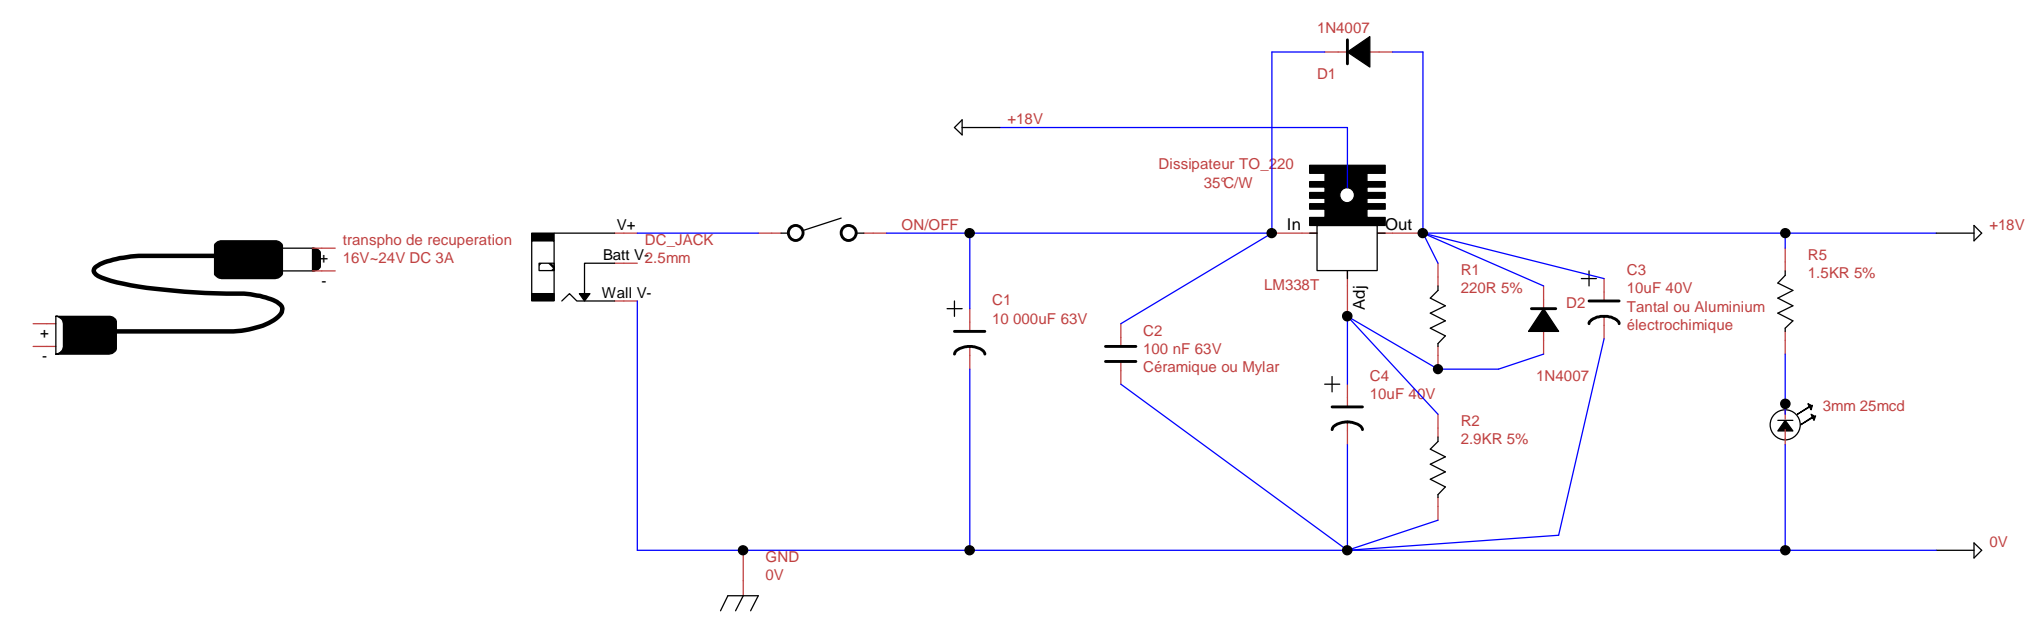 1N4007
D1
+18V
Dissipateur TO_220
35°C/W
In
Out
LM338T
Adj
transpho de recuperation
16V~24V DC 3A
+
-
+
-
V+
DC_JACK
2.5mm
Batt V-
Wall V-
ON/OFF
+
C1
10 000uF 63V
C2
100 nF 63V
Céramique ou Mylar
+
C4
10uF 40V
R1
220R 5%
D2
1N4007
R2
2.9KR 5%
+
C3
10uF 40V
Tantal ou Aluminium
électrochimique
R5
1.5KR 5%
3mm 25mcd
+18V
0V
GND
0V